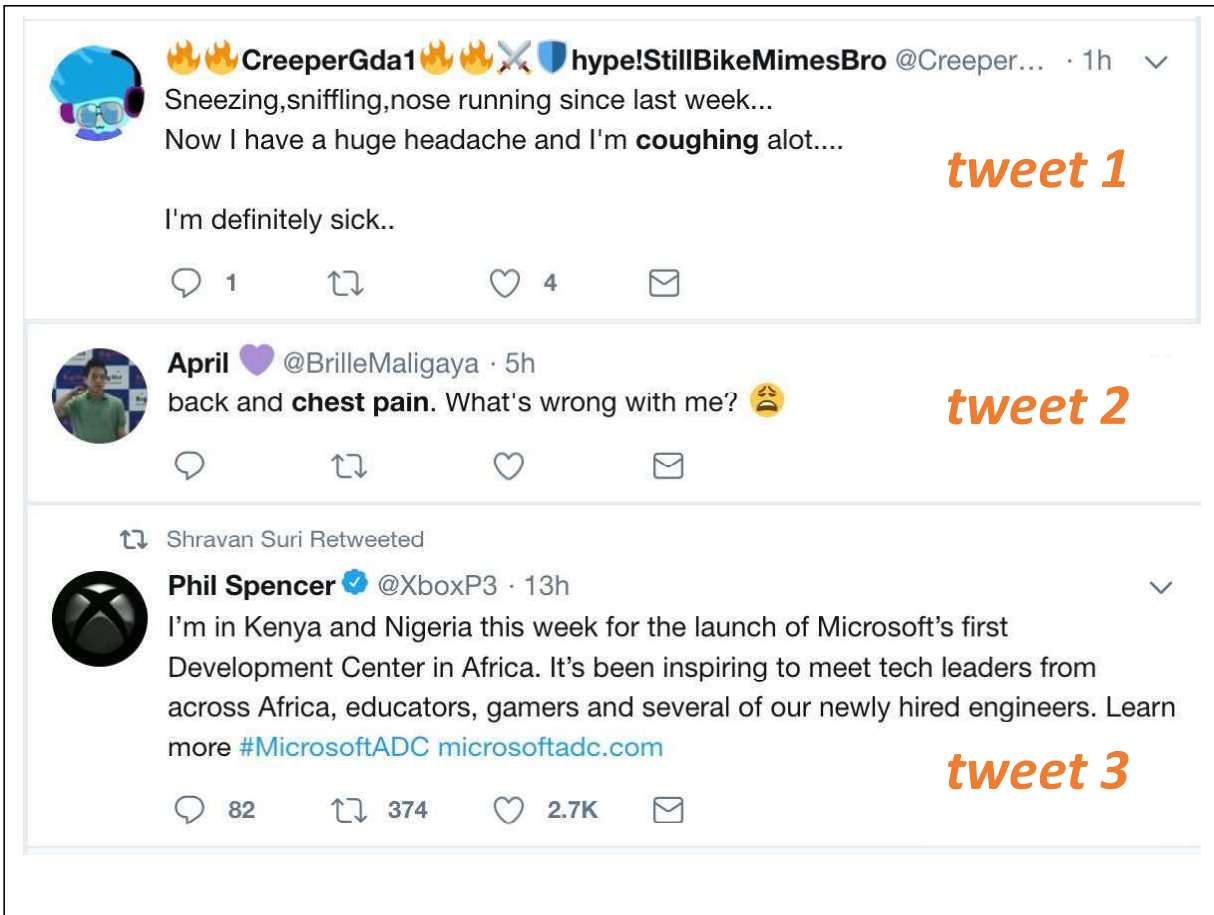 🔥🔥CreeperGda1🔥🔥⚔🛡hype!StillBikeMimesBro @Creeper... · 1h
Sneezing,sniffling,nose running since last week...
Now I have a huge headache and I'm coughing alot....
tweet 1
I'm definitely sick..
1 4
April 💜 @BrilleMaligaya · 5h
back and chest pain. What's wrong with me? 😩
tweet 2
Shravan Suri Retweeted
Phil Spencer @XboxP3 · 13h
I’m in Kenya and Nigeria this week for the launch of Microsoft’s first
Development Center in Africa. It’s been inspiring to meet tech leaders from
across Africa, educators, gamers and several of our newly hired engineers. Learn
more #MicrosoftADC microsoftadc.com
tweet 3
82 374 2.7K